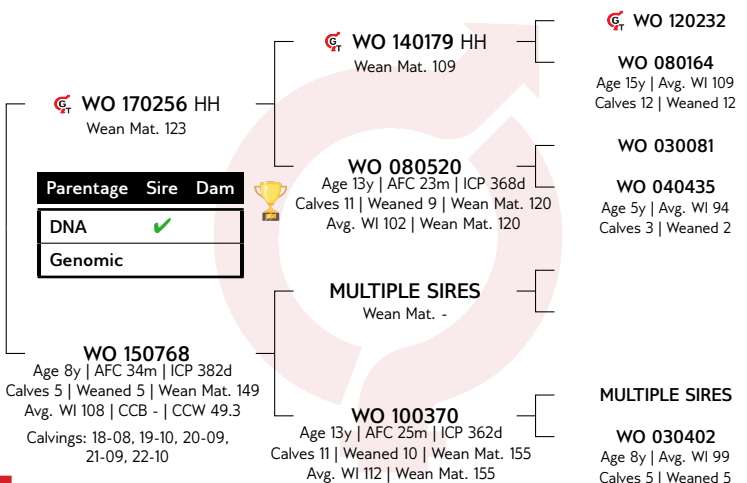 WO 170256 HH
Wean Mat. 123
Parentage Sire Dam
DNA ✔
Genomic
WO 150768
Age 8y | AFC 34m | ICP 382d
Calves 5 | Weaned 5 | Wean Mat. 149
Avg. WI 108 | CCB - | CCW 49.3
Calvings: 18-08, 19-10, 20-09,
21-09, 22-10
GT WO 140179 HH
Wean Mat. 109
WO 080520
Age 13y | AFC 23m | ICP 368d
Calves 11 | Weaned 9 | Wean Mat. 120
Avg. WI 102 | Wean Mat. 120
MULTIPLE SIRES
Wean Mat. -
WO 100370
Age 13y | AFC 25m | ICP 362d
Calves 11 | Weaned 10 | Wean Mat. 155
Avg. WI 112 | Wean Mat. 155
GT WO 120232
WO 080164
Age 15y | Avg. WI 109
Calves 12 | Weaned 12
WO 030081
WO 040435
Age 5y | Avg. WI 94
Calves 3 | Weaned 2
MULTIPLE SIRES
WO 030402
Age 8y | Avg. WI 99
Calves 5 | Weaned 5